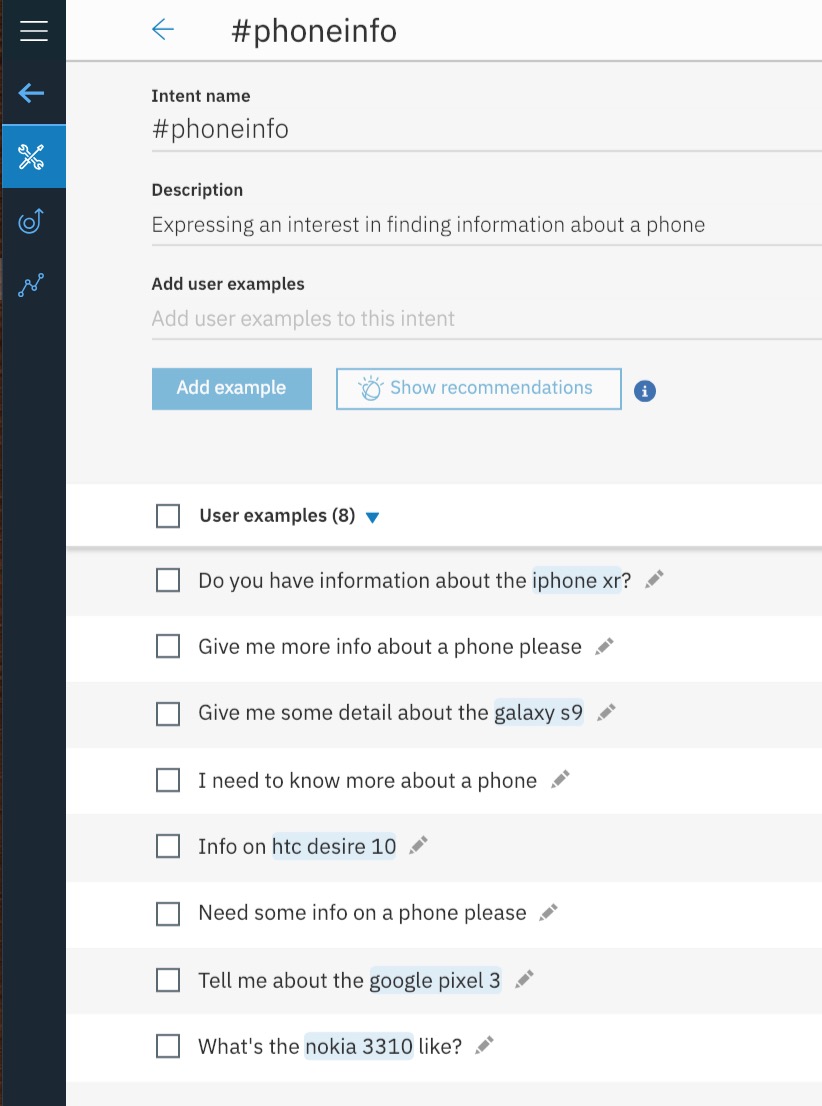 #phoneinfo
Intent name
#phoneinfo
Description
Expressing an interest in finding information about a phone
Add user examples
Add user examples to this intent
Add example
Show recommendations
User examples (8)
Do you have information about the iphone xr?
Give me more info about a phone please
Give me some detail about the galaxy s9
I need to know more about a phone
Info on htc desire 10
Need some info on a phone please
Tell me about the google pixel 3
What's the nokia 3310 like?